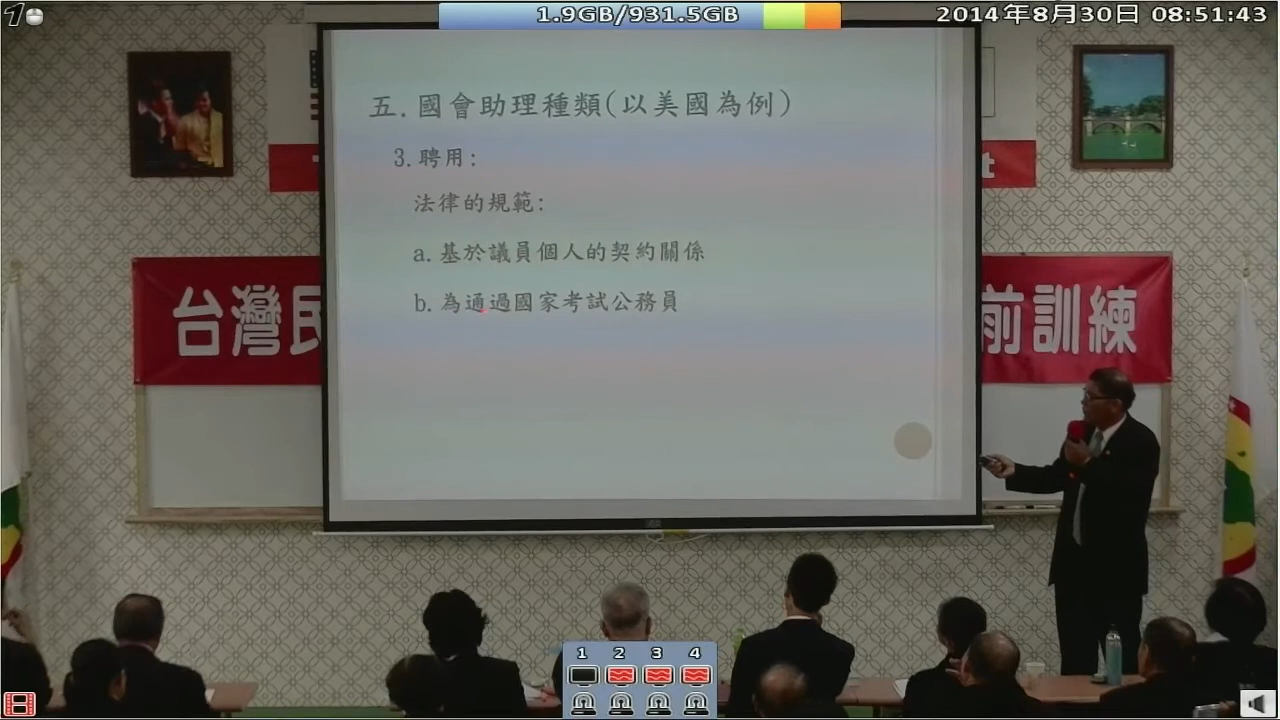 1
1.9GB/931.5GB
2014年8月30日 08:51:43
五.國會助理種類(以美國為例)
3.聘用:
法律的規範:
a.基於議員個人的契約關係
b.為通過國家考試公務員
t
台灣民
前訓練
1 2 3 4